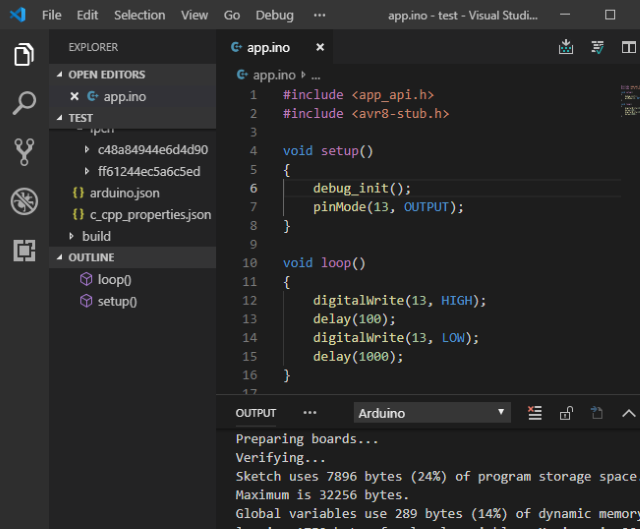 File Edit Selection View Go Debug ··· app.ino - test - Visual Studi...
EXPLORER
OPEN EDITORS
app.ino
TEST
ipch
c48a84944e6d4d90
ff61244ec5a6c5ed
arduino.json
c_cpp_properties.json
build
OUTLINE
loop()
setup()
app.ino
app.ino › ...
1 #include <app_api.h>
2 #include <avr8-stub.h>
3
4 void setup()
5 {
6 debug_init();
7 pinMode(13, OUTPUT);
8 }
9
10 void loop()
11 {
12 digitalWrite(13, HIGH);
13 delay(100);
14 digitalWrite(13, LOW);
15 delay(1000);
16 }
17
OUTPUT ··· Arduino
Preparing boards...
Verifying...
Sketch uses 7896 bytes (24%) of program storage space.
Maximum is 32256 bytes.
Global variables use 289 bytes (14%) of dynamic memory